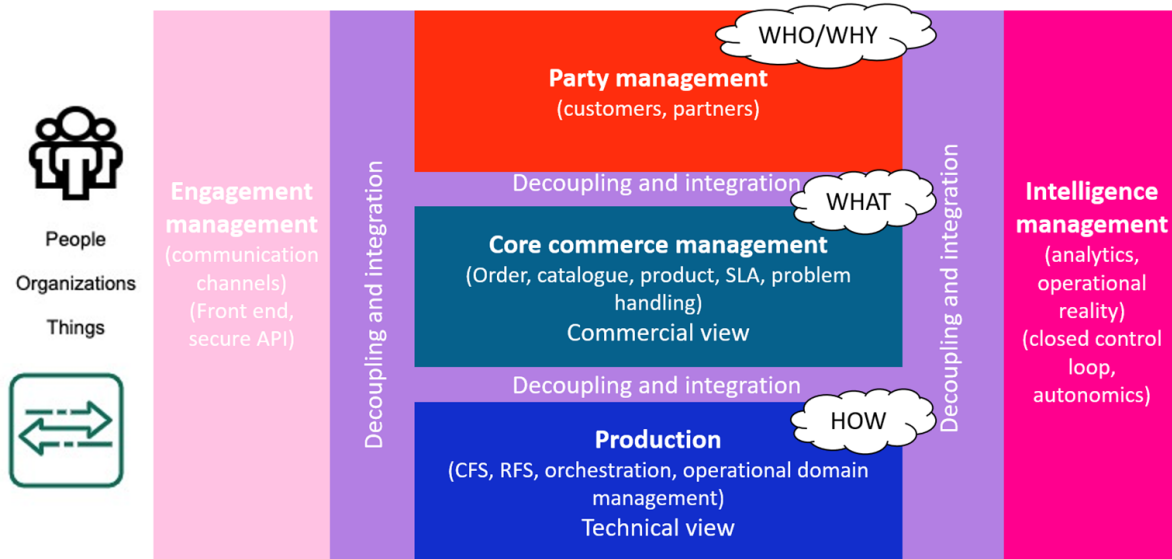 People
Organizations
Things
Engagement
management
(communication
channels)
(Front end,
secure API)
Decoupling and integration
WHO/WHY
Party management
(customers, partners)
Decoupling and integration
WHAT
Core commerce management
(Order, catalogue, product, SLA, problem
handling)
Commercial view
Decoupling and integration
HOW
Production
(CFS, RFS, orchestration, operational domain
management)
Technical view
Decoupling and integration
Intelligence
management
(analytics,
operational
reality)
(closed control
loop,
autonomics)